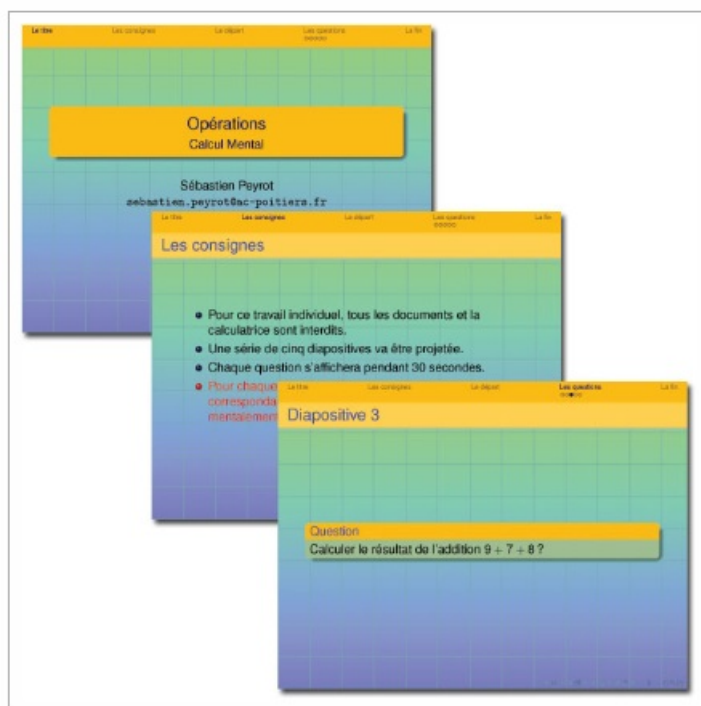 Le titre Les consignes Le départ Les questions La fin
Opérations
Calcul Mental
Sébastien Peyrot
sebastien.peyrot@ac-poitiers.fr
Le titre Les consignes Le départ Les questions La fin
Les consignes
Pour ce travail individuel, tous les documents et la
calculatrice sont interdits.
Une série de cinq diapositives va être projetée.
Chaque question s'affichera pendant 30 secondes.
Pour chaque
mentalement
Le titre Les consignes Le départ Les questions La fin
Diapositive 3
Question
Calculer le résultat de l'addition 9 + 7 + 8 ?